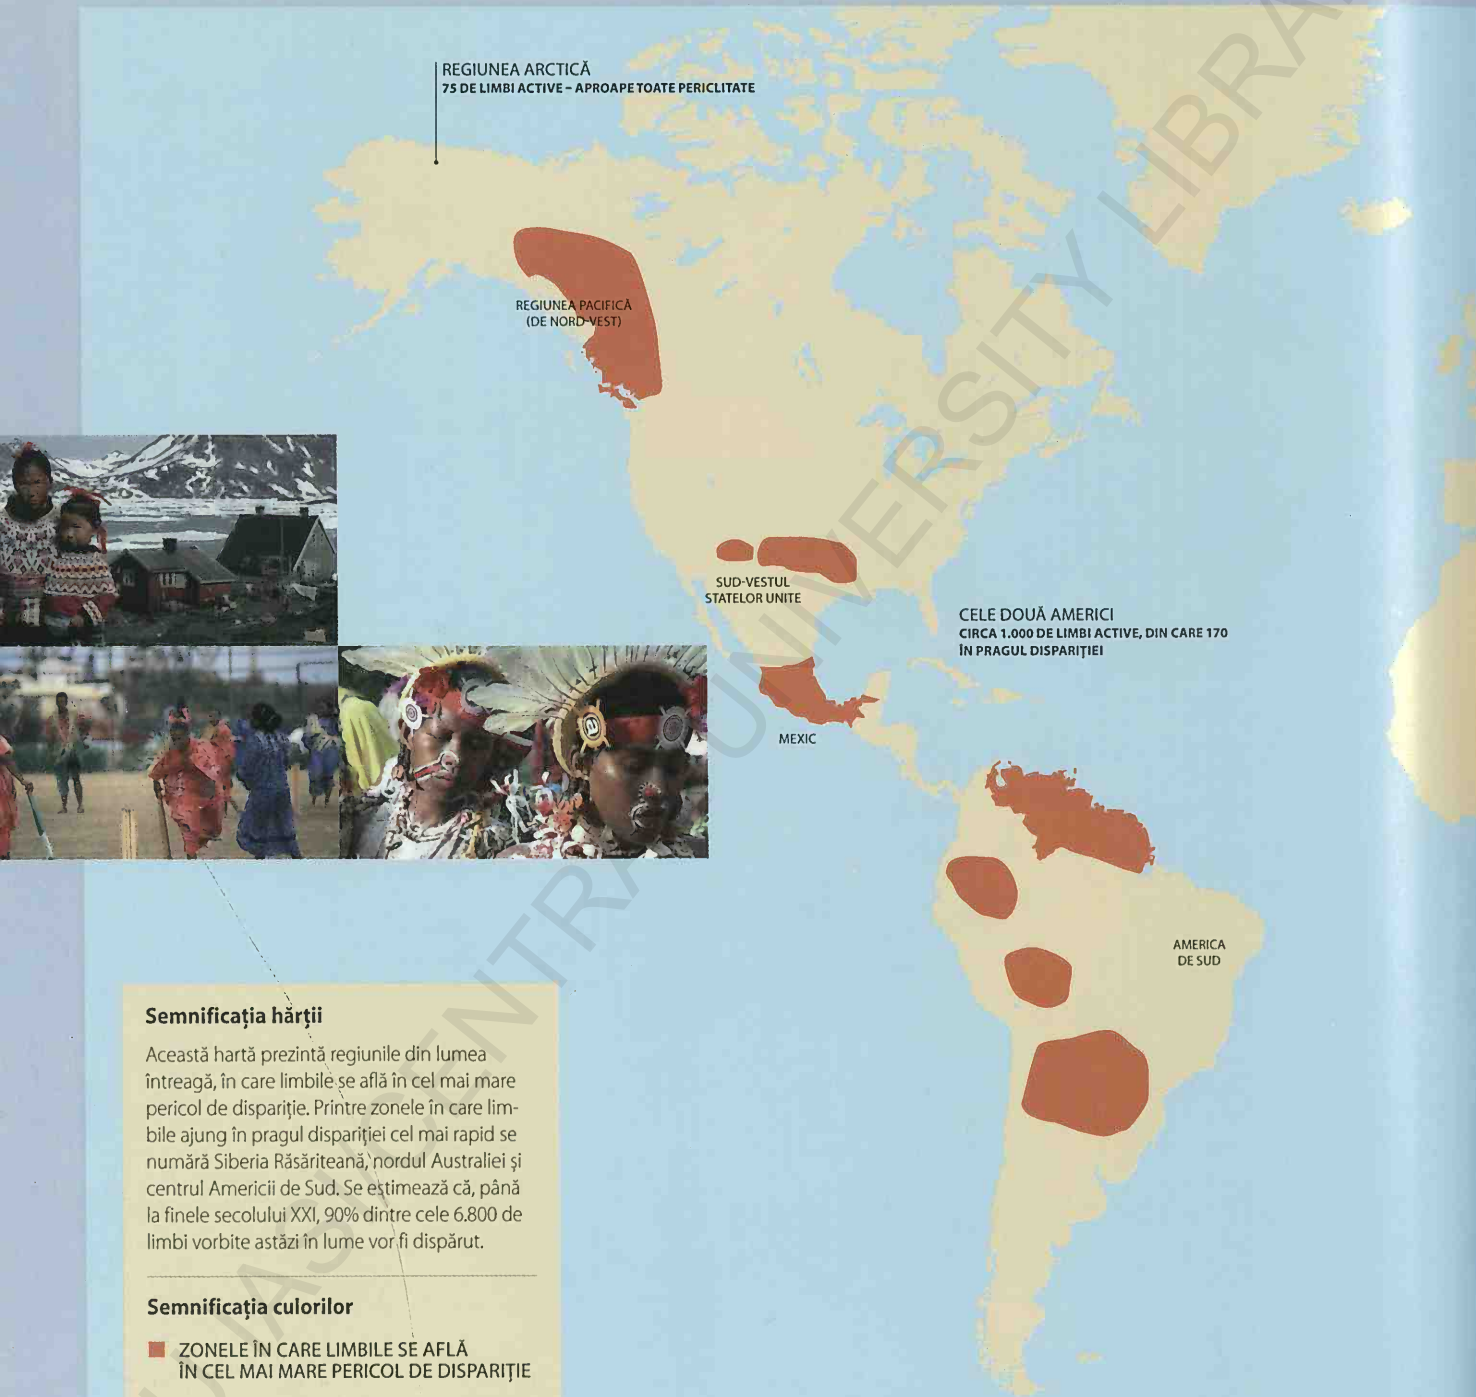 REGIUNEA ARCTICĂ
75 DE LIMBI ACTIVE – APROAPE TOATE PERICLITATE
REGIUNEA PACIFICĂ
(DE NORD-VEST)
SUD-VESTUL
STATELOR UNITE
CELE DOUĂ AMERICI
CIRCA 1.000 DE LIMBI ACTIVE, DIN CARE 170
ÎN PRAGUL DISPARIȚIEI
MEXIC
AMERICA
DE SUD
Semnificația hărții
Această hartă prezintă regiunile din lumea
întreagă, în care limbile se află în cel mai mare
pericol de dispariție. Printre zonele în care lim-
bile ajung în pragul dispariției cel mai rapid se
numără Siberia Răsăriteană, nordul Australiei și
centrul Americii de Sud. Se estimează că, până
la finele secolului XXI, 90% dintre cele 6.800 de
limbi vorbite astăzi în lume vor fi dispărut.
Semnificația culorilor
ZONELE ÎN CARE LIMBILE SE AFLĂ
ÎN CEL MAI MARE PERICOL DE DISPARIȚIE
UNIVERSITY LIBRA